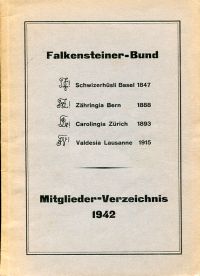 Falkensteiner-Bund
Schwizerhüsli Basel 1847
Zähringia Bern 1888
Carolingia Zürich 1893
Valdesia Lausanne 1915
Mitglieder-Verzeichnis
1942